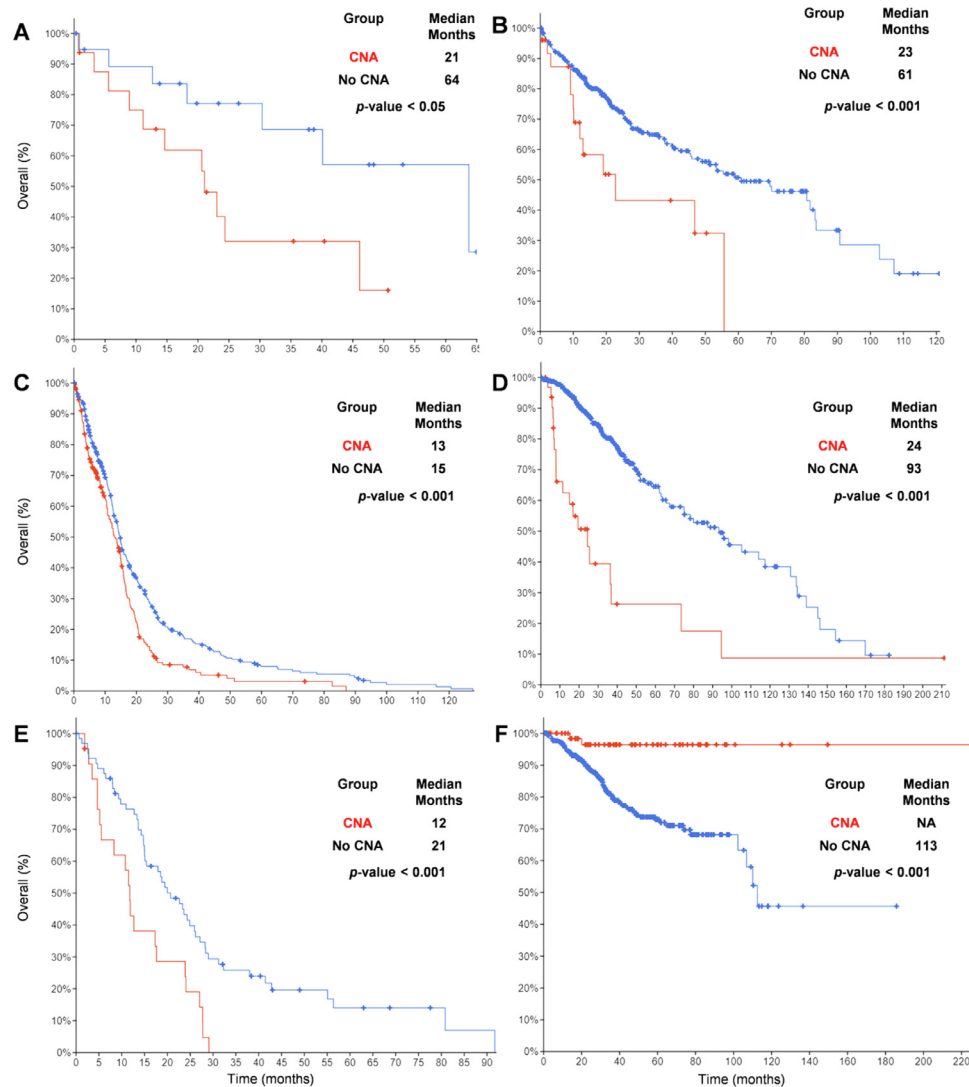 A
Group Median Months
CNA 21
No CNA 64
p-value < 0.05
Overall (%)
100%
90%
80%
70%
60%
50%
40%
30%
20%
10%
0%
0 5 10 15 20 25 30 35 40 45 50 55 60 65
B
Group Median Months
CNA 23
No CNA 61
p-value < 0.001
100%
90%
80%
70%
60%
50%
40%
30%
20%
10%
0%
0 10 20 30 40 50 60 70 80 90 100 110 120
C
Group Median Months
CNA 13
No CNA 15
p-value < 0.001
Overall (%)
100%
90%
80%
70%
60%
50%
40%
30%
20%
10%
0%
0 10 20 30 40 50 60 70 80 90 100 110 120
D
Group Median Months
CNA 24
No CNA 93
p-value < 0.001
100%
90%
80%
70%
60%
50%
40%
30%
20%
10%
0%
0 10 20 30 40 50 60 70 80 90 100 110 120 130 140 150 160 170 180 190 200 211
E
Group Median Months
CNA 12
No CNA 21
p-value < 0.001
Overall (%)
100%
90%
80%
70%
60%
50%
40%
30%
20%
10%
0%
0 5 10 15 20 25 30 35 40 45 50 55 60 65 70 75 80 85 90
Time (months)
F
Group Median Months
CNA NA
No CNA 113
p-value < 0.001
100%
90%
80%
70%
60%
50%
40%
30%
20%
10%
0%
0 20 40 60 80 100 120 140 160 180 200 220
Time (months)